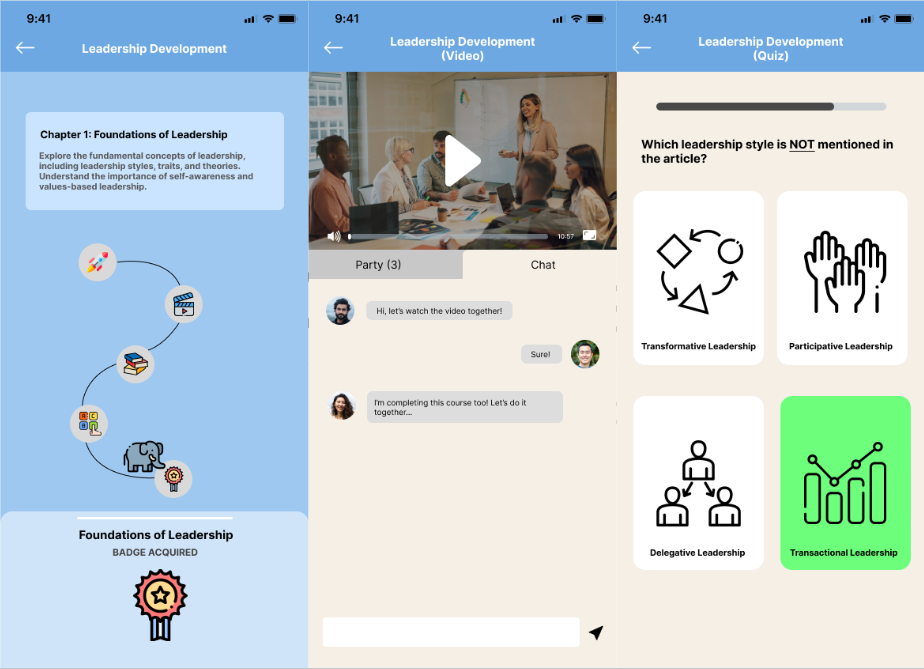 9:41
Leadership Development
Chapter 1: Foundations of Leadership
Explore the fundamental concepts of leadership,
including leadership styles, traits, and theories.
Understand the importance of self-awareness and
values-based leadership.
Foundations of Leadership
BADGE ACQUIRED
9:41
Leadership Development
(Video)
10:57
Party (3)
Chat
Hi, let's watch the video together!
Sure!
I'm completing this course too! Let's do it
together...
9:41
Leadership Development
(Quiz)
Which leadership style is NOT mentioned in
the article?
Transformative Leadership
Participative Leadership
Delegative Leadership
Transactional Leadership